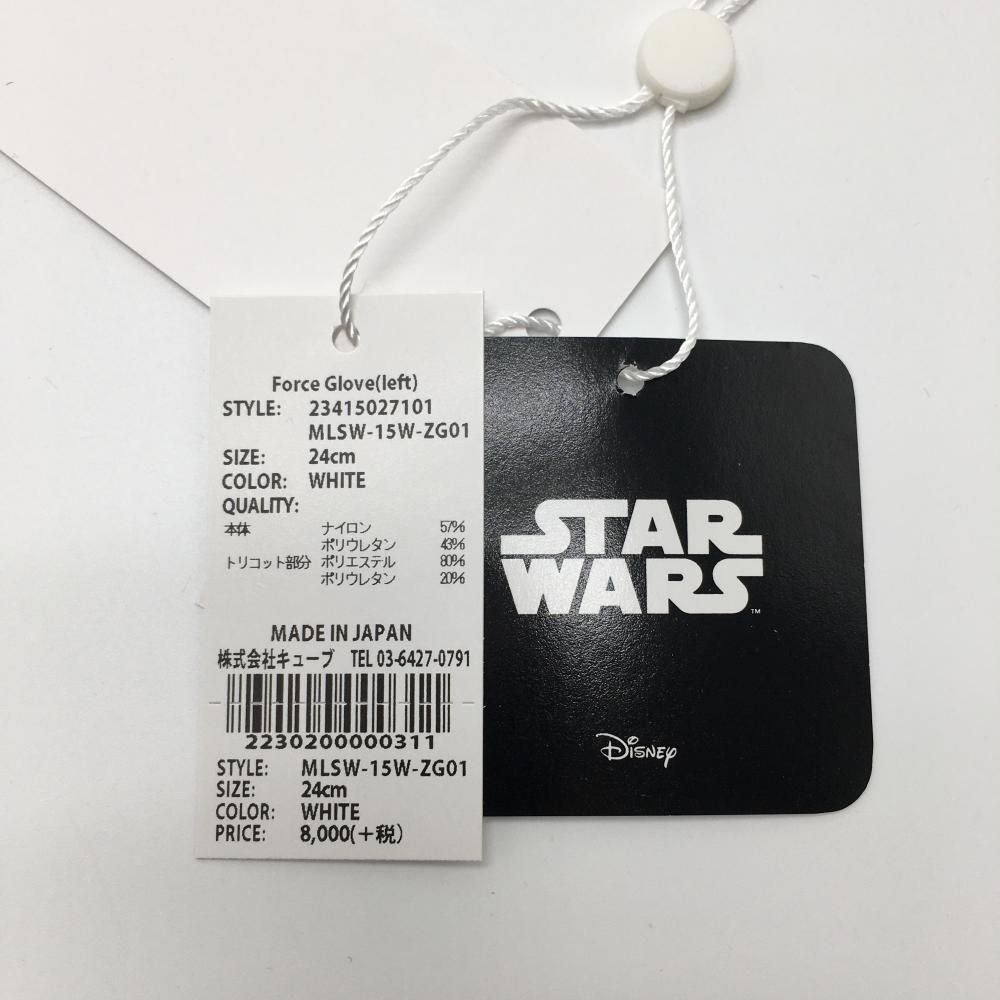 Force Glove(left)
STYLE: 23415027101
MLSW-15W-ZG01
SIZE: 24cm
COLOR: WHITE
QUALITY:
本体 ナイロン 57%
ポリウレタン 43%
トリコット部分 ポリエステル 80%
ポリウレタン 20%
MADE IN JAPAN
株式会社キューブ TEL 03-6427-0791
2230200000311
STYLE: MLSW-15W-ZG01
SIZE: 24cm
COLOR: WHITE
PRICE: 8,000(+税)
STAR
WARS™
Disney